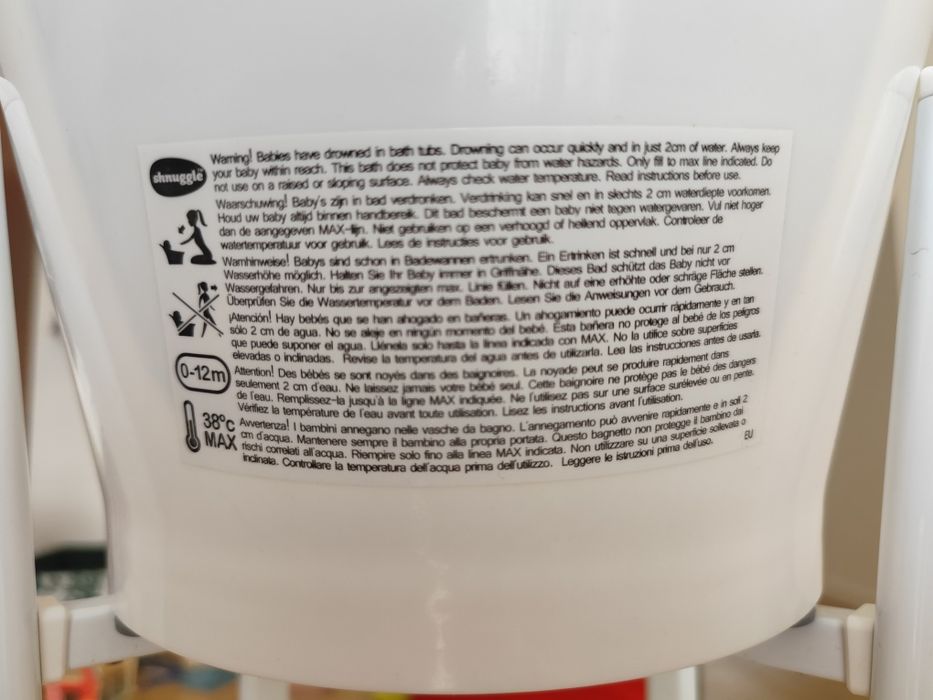 shnuggle
Warning! Babies have drowned in bath tubs. Drowning can occur quickly and in just 2cm of water. Always keep
your baby within reach. This bath does not protect baby from water hazards. Only fill to max line indicated. Do
not use on a raised or sloping surface. Always check water temperature. Read instructions before use.
Waarschuwing! Baby's zijn in bad verdronken. Verdrinking kan snel en in slechts 2 cm waterdiepte voorkomen.
Houd uw baby altijd binnen handbereik. Dit bad beschermt een baby niet tegen watergevaren. Vul niet hoger
dan de aangegeven MAX-lijn. Niet gebruiken op een verhoogd of hellend oppervlak. Controleer de
watertemperatuur voor gebruik. Lees de instructies voor gebruik.
Warnhinweise! Babys sind schon in Badewannen ertrunken. Ein Ertrinken ist schnell und bei nur 2 cm
Wasserhöhe möglich. Halten Sie Ihr Baby immer in Griffnähe. Dieses Bad schützt das Baby nicht vor
Wassergefahren. Nur bis zur angezeigten max. Linie füllen. Nicht auf eine erhöhte oder schräge Fläche stellen.
Überprüfen Sie die Wassertemperatur vor dem Baden. Lesen Sie die Anweisungen vor dem Gebrauch.
¡Atención! Hay bebés que se han ahogado en bañeras. Un ahogamiento puede ocurrir rápidamente y en tan
sólo 2 cm de agua. No se aleje en ningún momento del bebé. Esta bañera no protege al bebé de los peligros
que puede suponer el agua. Llénela solo hasta la línea indicada con MAX. No la utilice sobre superficies
elevadas o inclinadas. Revise la temperatura del agua antes de utilizarla. Lea las instrucciones antes de usarla.
0-12m
Attention! Des bébés se sont noyés dans des baignoires. La noyade peut se produire rapidement dans
seulement 2 cm d'eau. Ne laissez jamais votre bébé seul. Cette baignoire ne protège pas le bébé des dangers
de l'eau. Remplissez-la jusqu'à la ligne MAX indiquée. Ne l'utilisez pas sur une surface surélevée ou en pente.
Vérifiez la température de l'eau avant toute utilisation. Lisez les instructions avant l'utilisation.
38°C
MAX
Avvertenza! I bambini annegano nelle vasche da bagno. L'annegamento può avvenire rapidamente e in soli 2
cm d'acqua. Mantenere sempre il bambino alla propria portata. Questo bagnetto non protegge il bambino dai
rischi correlati all'acqua. Riempire solo fino alla linea MAX indicata. Non utilizzare su una superficie sollevata o
inclinata. Controllare la temperatura dell'acqua prima dell'utilizzo. Leggere le istruzioni prima dell'uso.
EU